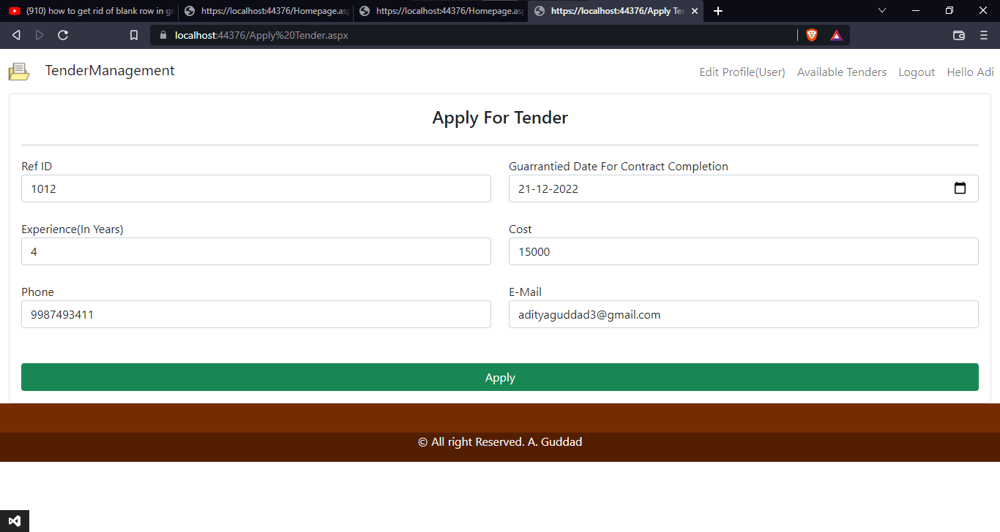 (910) how to get rid of blank row in gr
https://localhost:44376/Homepage.asp
https://localhost:44376/Homepage.asp
https://localhost:44376/Apply Ter
localhost:44376/Apply%20Tender.aspx
TenderManagement
Edit Profile(User) Available Tenders Logout Hello Adi
Apply For Tender
Ref ID Guarrantied Date For Contract Completion
1012 21-12-2022
Experience(In Years) Cost
4 15000
Phone E-Mail
9987493411 adityaguddad3@gmail.com
Apply
© All right Reserved. A. Guddad